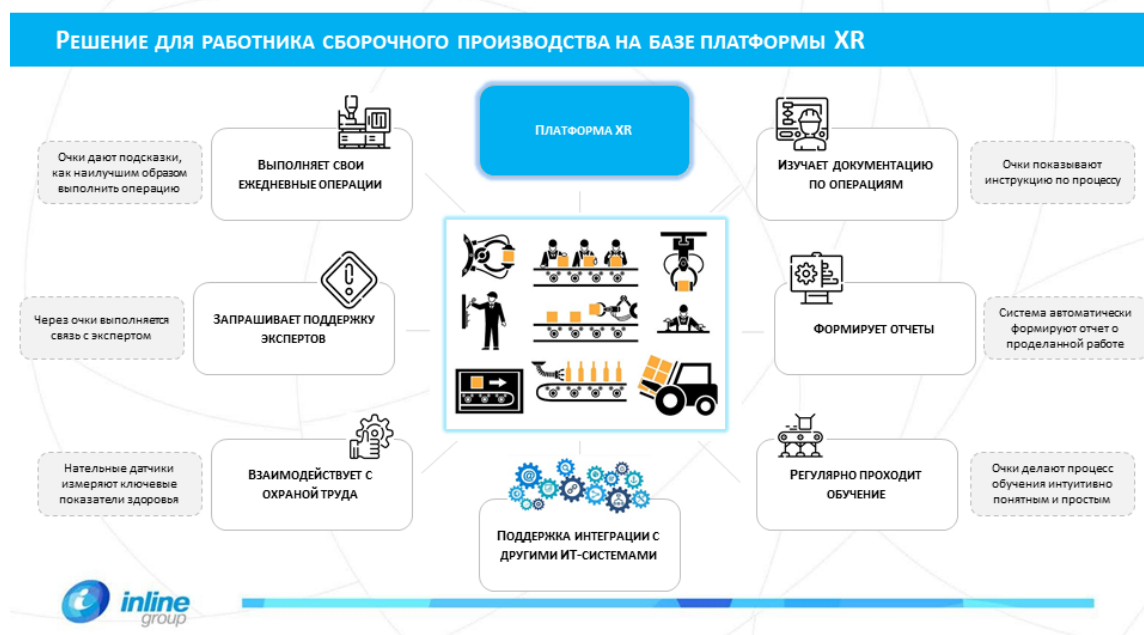 Решение для работника сборочного производства на базе платформы XR
Платформа XR
Очки дают подсказки,
как наилучшим образом
выполнить операцию
Выполняет свои
ежедневные операции
Изучает документацию
по операциям
Очки показывают
инструкцию по процессу
Через очки выполняется
связь с экспертом
Запрашивает поддержку
экспертов
Формирует отчеты
Система автоматически
формируют отчет о
проделанной работе
Нательные датчики
измеряют ключевые
показатели здоровья
Взаимодействует с
охраной труда
Регулярно проходит
обучение
Очки делают процесс
обучения интуитивно
понятным и простым
Поддержка интеграции с
другими ИТ-системами
inline
group